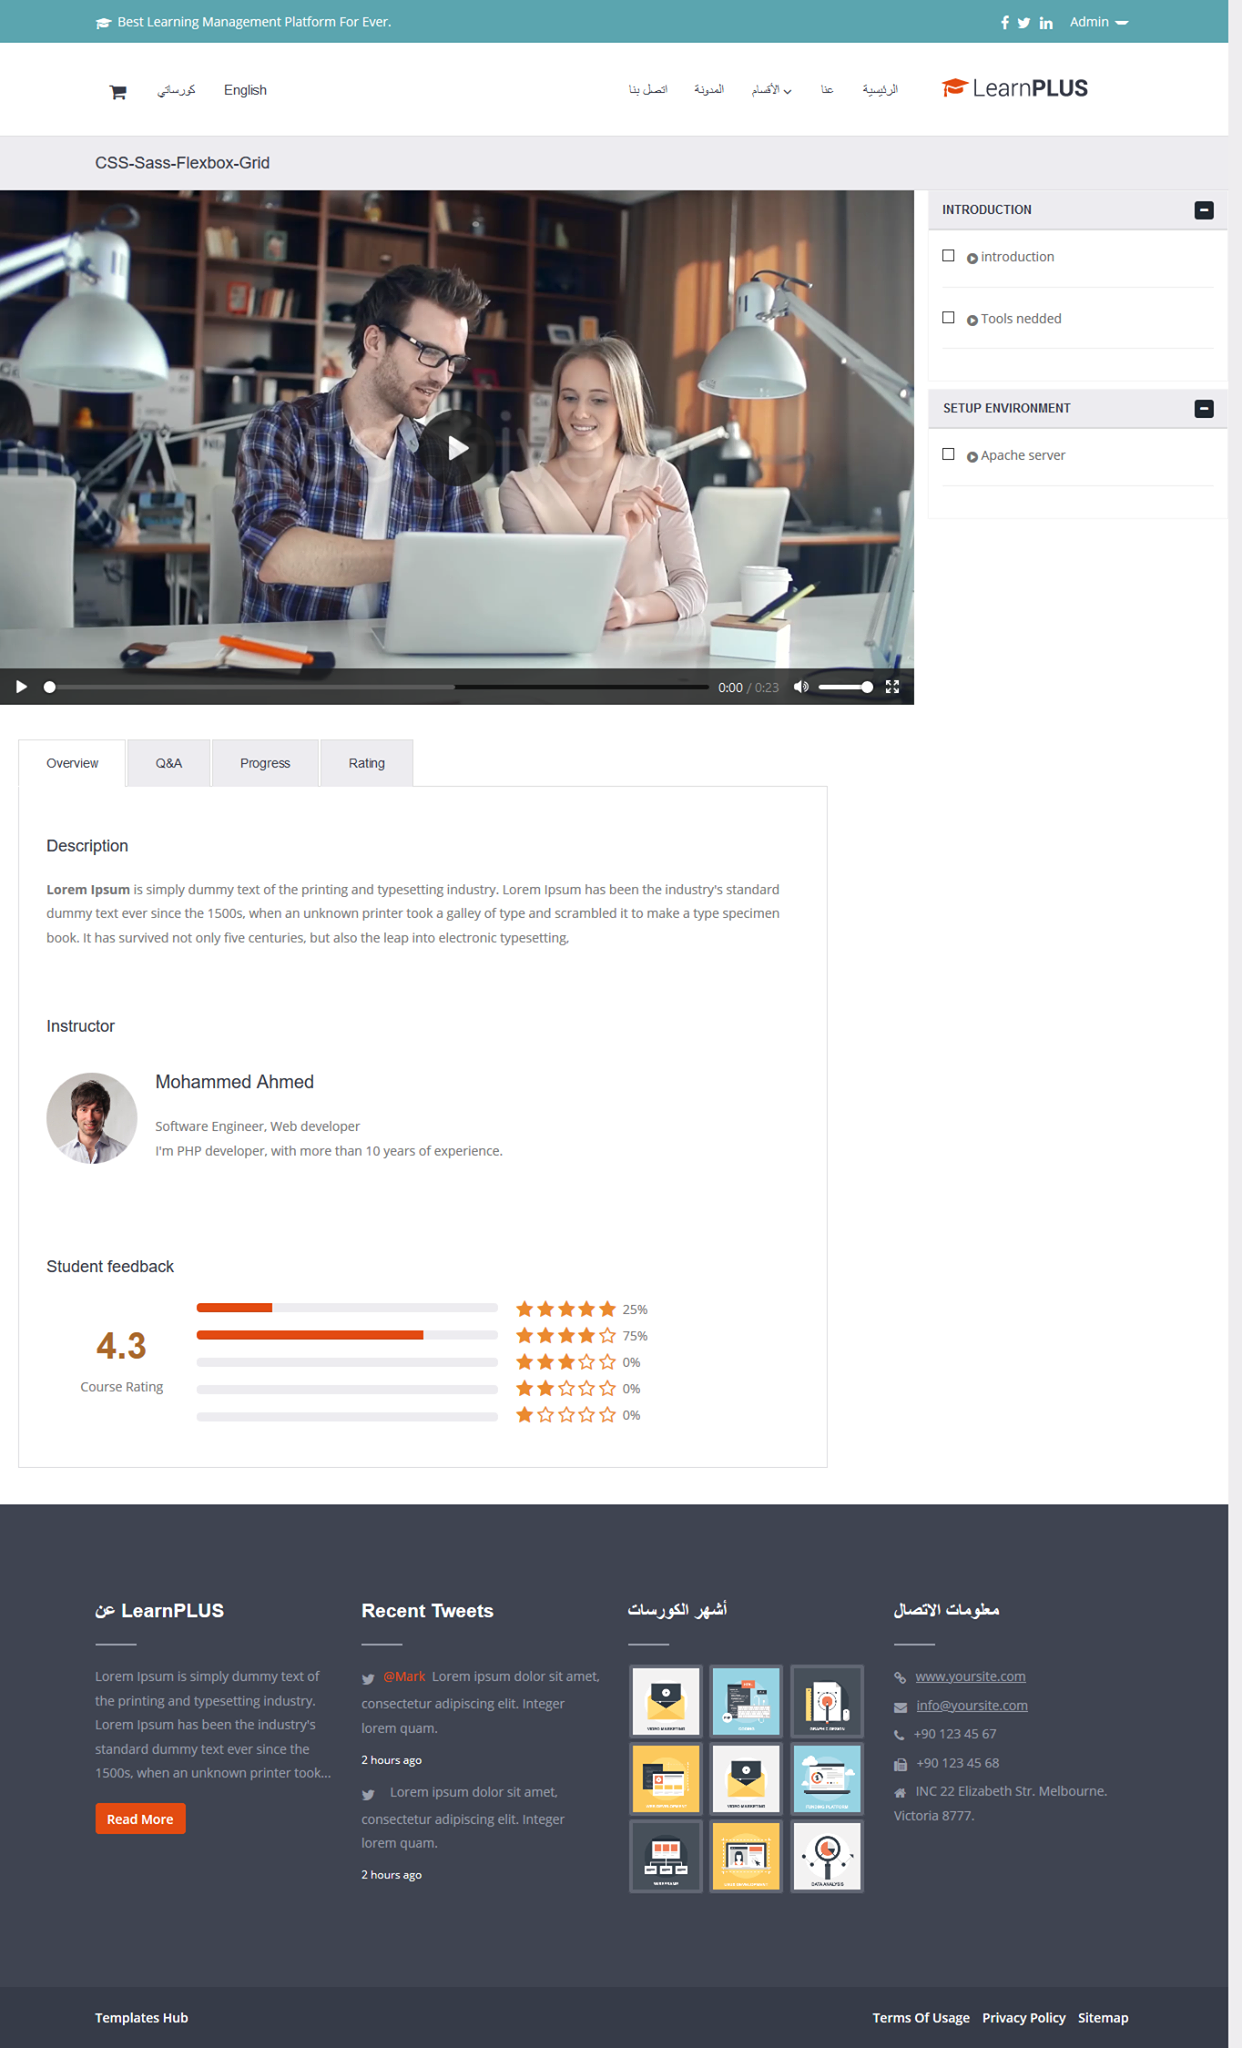 Best Learning Management Platform For Ever.
Admin
كورساتي
English
الرئيسية
عنا
الأقسام
المدونة
اتصل بنا
LearnPLUS
CSS-Sass-Flexbox-Grid
INTRODUCTION
introduction
Tools nedded
SETUP ENVIRONMENT
Apache server
0:00 / 0:23
Overview
Q&A
Progress
Rating
Description
Lorem Ipsum is simply dummy text of the printing and typesetting industry. Lorem Ipsum has been the industry's standard
dummy text ever since the 1500s, when an unknown printer took a galley of type and scrambled it to make a type specimen
book. It has survived not only five centuries, but also the leap into electronic typesetting,
Instructor
Mohammed Ahmed
Software Engineer, Web developer
I'm PHP developer, with more than 10 years of experience.
Student feedback
4.3
Course Rating
25%
75%
0%
0%
0%
عن LearnPLUS
Lorem Ipsum is simply dummy text of
the printing and typesetting industry.
Lorem Ipsum has been the industry's
standard dummy text ever since the
1500s, when an unknown printer took...
Read More
Recent Tweets
@Mark Lorem ipsum dolor sit amet,
consectetur adipiscing elit. Integer
lorem quam.
2 hours ago
Lorem ipsum dolor sit amet,
consectetur adipiscing elit. Integer
lorem quam.
2 hours ago
أشهر الكورسات
VIDEO MARKETING
VIDEO MARKETING
DATA ANALYSIS
معلومات الاتصال
www.yoursite.com
info@yoursite.com
+90 123 45 67
+90 123 45 68
INC 22 Elizabeth Str. Melbourne.
Victoria 8777.
Templates Hub
Terms Of Usage
Privacy Policy
Sitemap